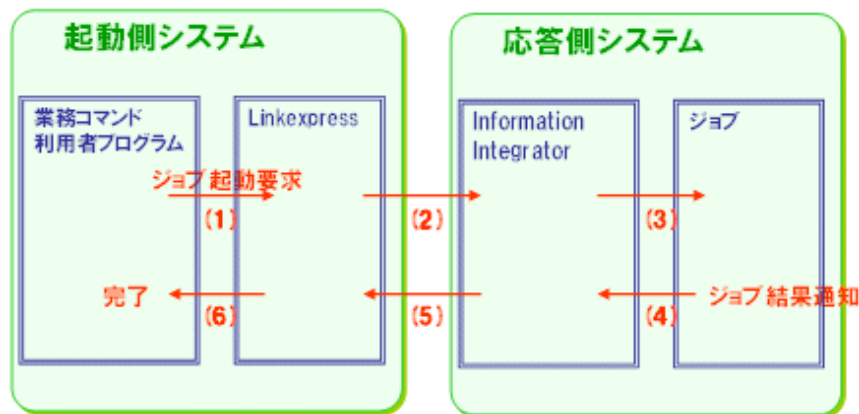 起動側システム
応答側システム
業務コマンド
利用者プログラム
Linkexpress
Information
Integrator
ジョブ
ジョブ起動要求
(1)
(2)
(3)
完了
(6)
(5)
(4)
ジョブ結果通知